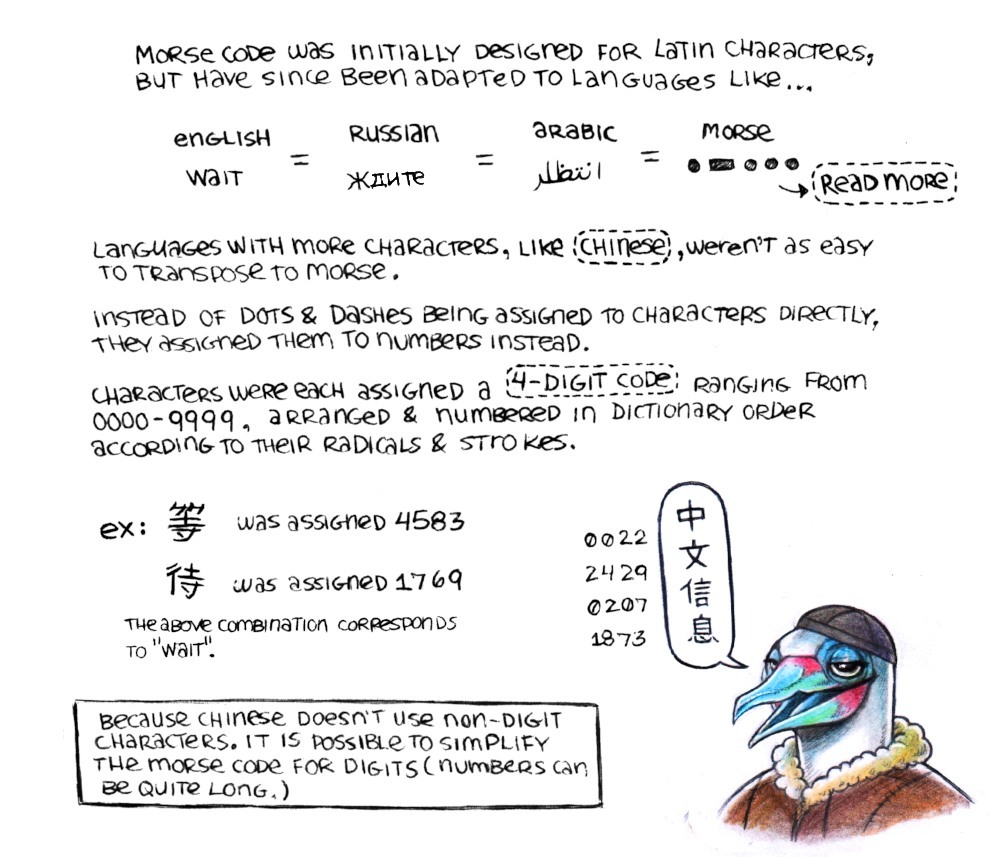 MORSE CODE WAS INITIALLY DESIGNED FOR LATIN CHARACTERS,
BUT HAVE SINCE BEEN ADAPTED TO LANGUAGES LIKE...
ENGLISH RUSSIAN ARABIC MORSE
WAIT = ЖДИТЕ = انتظار = ●▬●●●
READ MORE
LANGUAGES WITH MORE CHARACTERS, LIKE CHINESE, WEREN'T AS EASY
TO TRANSPOSE TO MORSE.
INSTEAD OF DOTS & DASHES BEING ASSIGNED TO CHARACTERS DIRECTLY,
THEY ASSIGNED THEM TO NUMBERS INSTEAD.
CHARACTERS WERE EACH ASSIGNED A 4-DIGIT CODE RANGING FROM
0000-9999, ARRANGED & NUMBERED IN DICTIONARY ORDER
ACCORDING TO THEIR RADICALS & STROKES.
EX: 等 WAS ASSIGNED 4583
待 WAS ASSIGNED 1769
THE ABOVE COMBINATION CORRESPONDS
TO "WAIT".
0022 中
2429 文
0207 信
1873 息
BECAUSE CHINESE DOESN'T USE NON-DIGIT
CHARACTERS. IT IS POSSIBLE TO SIMPLIFY
THE MORSE CODE FOR DIGITS (NUMBERS CAN
BE QUITE LONG.)